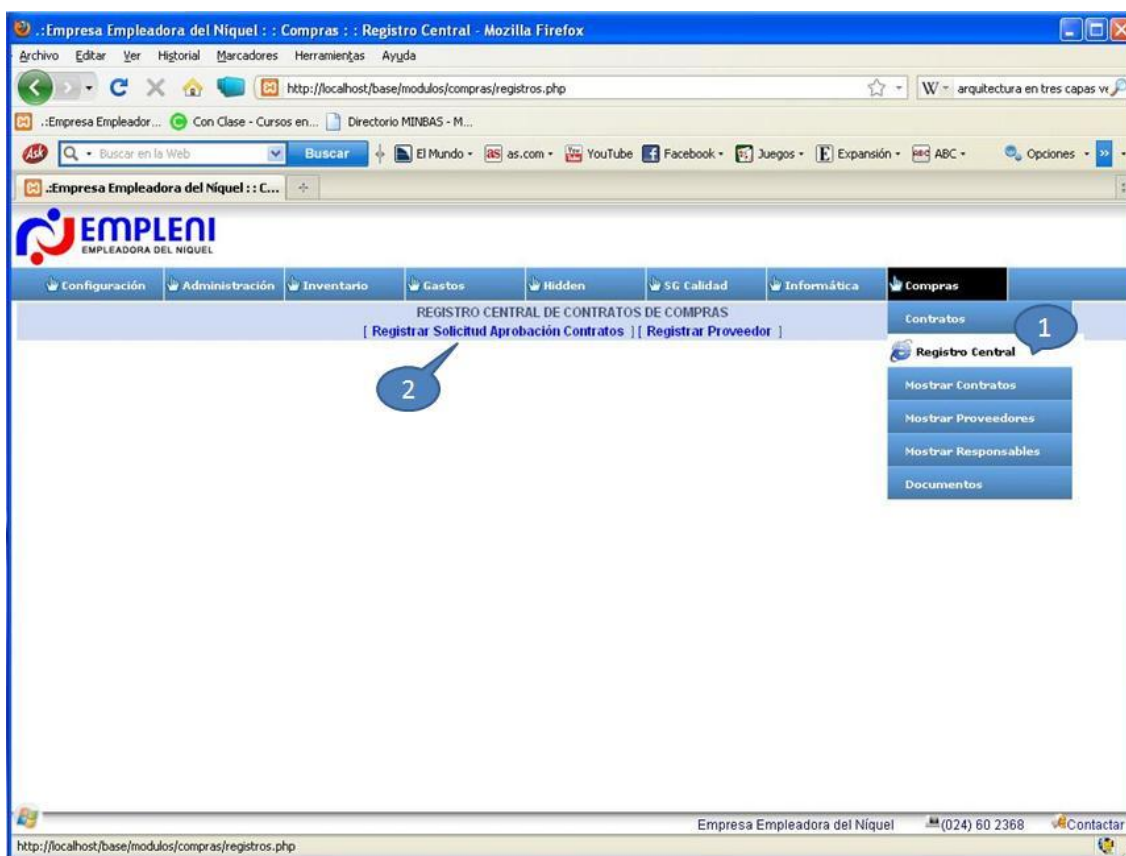 .:Empresa Empleadora del Níquel : : Compras : : Registro Central - Mozilla Firefox
Archivo Editar Ver Historial Marcadores Herramientas Ayuda
http://localhost/base/modulos/compras/registros.php
W arquitectura en tres capas ve
.:Empresa Empleador... Con Clase - Cursos en... Directorio MINBAS - M...
Ask Buscar en la Web Buscar El Mundo as as.com You Tube YouTube f Facebook Juegos E Expansión ABC ABC Opciones »
.:Empresa Empleadora del Níquel : : C...
EMPLENI
EMPLEADORA DEL NIQUEL
Configuración Administración Inventario Gastos Hidden SG Calidad Informática Compras
REGISTRO CENTRAL DE CONTRATOS DE COMPRAS
[ Registrar Solicitud Aprobación Contratos ] [ Registrar Proveedor ]
Contratos
1
Registro Central
2
Mostrar Contratos
Mostrar Proveedores
Mostrar Responsables
Documentos
Empresa Empleadora del Níquel (024) 60 2368 Contactar
http://localhost/base/modulos/compras/registros.php